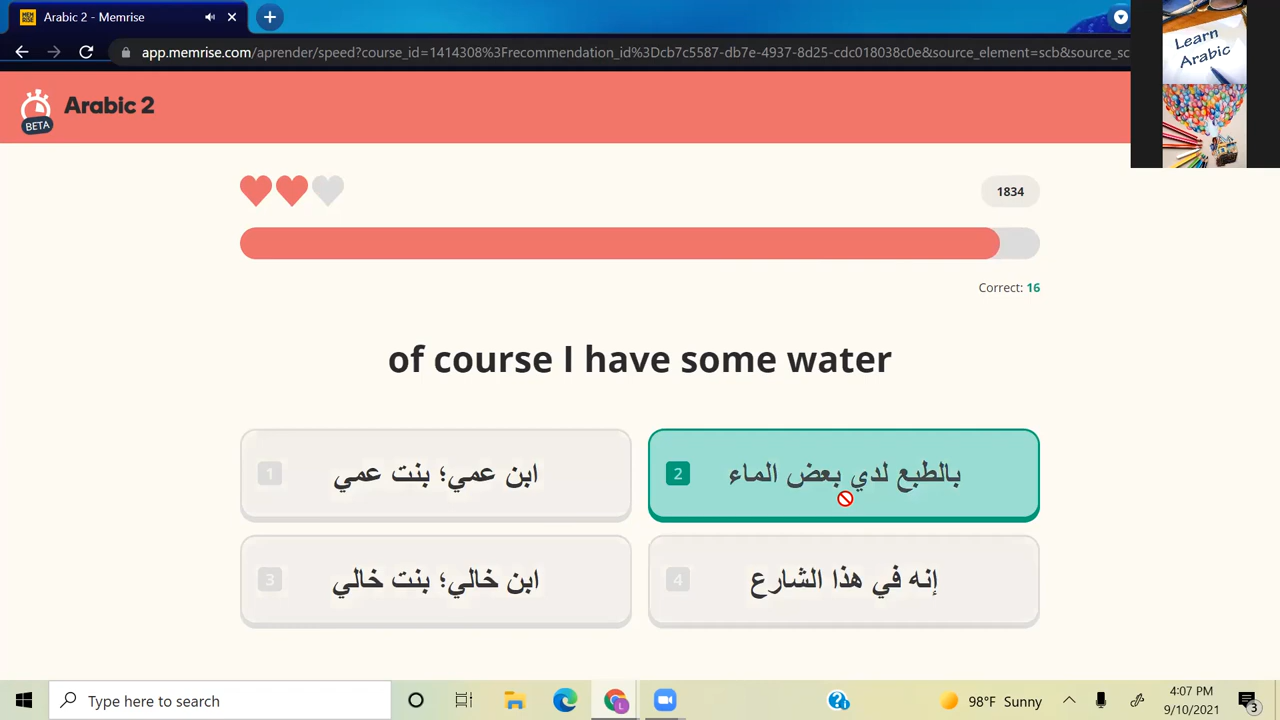 Arabic 2 - Memrise
app.memrise.com/aprender/speed?course_id=1414308%3Frecommendation_id%3Dcb7c5587-db7e-4937-8d25-cdc018038c0e&source_element=scb&source_sc
Learn
Arabic
BETA
Arabic 2
1834
Correct: 16
of course I have some water
1
ابن عمي؛ بنت عمي
2
بالطبع لدي بعض الماء
3
ابن خالي؛ بنت خالي
4
إنه في هذا الشارع
Type here to search
98°F Sunny
4:07 PM
9/10/2021
3